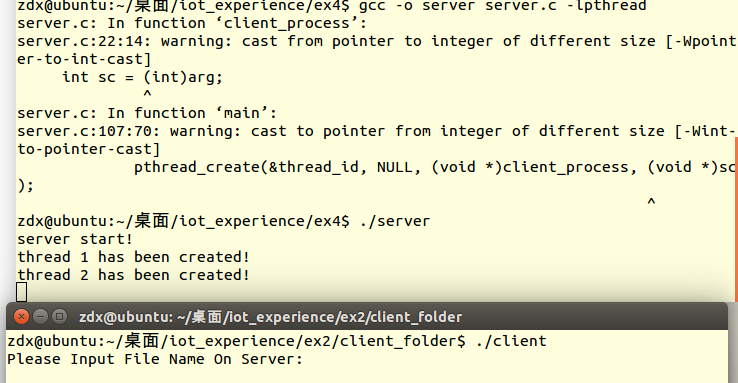 zdx@ubuntu:~/桌面/iot_experience/ex4$ gcc -o server server.c -lpthread
server.c: In function ‘client_process’:
server.c:22:14: warning: cast from pointer to integer of different size [-Wpoint
er-to-int-cast]
     int sc = (int)arg;
              ^
server.c: In function ‘main’:
server.c:107:70: warning: cast to pointer from integer of different size [-Wint-
to-pointer-cast]
             pthread_create(&thread_id, NULL, (void *)client_process, (void *)sc
);
                                                                      ^
zdx@ubuntu:~/桌面/iot_experience/ex4$ ./server
server start!
thread 1 has been created!
thread 2 has been created!
zdx@ubuntu: ~/桌面/iot_experience/ex2/client_folder
zdx@ubuntu:~/桌面/iot_experience/ex2/client_folder$ ./client
Please Input File Name On Server: